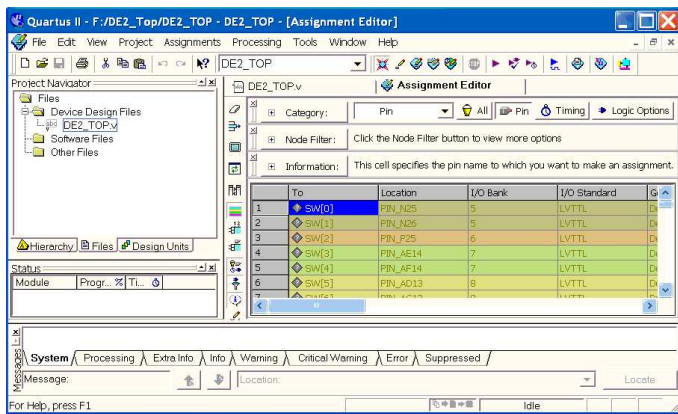 Quartus II - F:/DE2_Top/DE2_TOP - DE2_TOP - [Assignment Editor]
File Edit View Project Assignments Processing Tools Window Help
DE2_TOP
Project Navigator
Files
Device Design Files
DE2_TOP.v
Software Files
Other Files
Hierarchy Files Design Units
Status
Module Progr... % Ti...
DE2_TOP.v Assignment Editor
Category: Pin All Pin Timing Logic Options
Node Filter: Click the Node Filter button to view more options
Information: This cell specifies the pin name to which you want to make an assignment.
To Location I/O Bank I/O Standard
1 SW[0] PIN_N25 5 LVTTL
2 SW[1] PIN_N26 5 LVTTL
3 SW[2] PIN_P25 6 LVTTL
4 SW[3] PIN_AE14 7 LVTTL
5 SW[4] PIN_AF14 7 LVTTL
6 SW[5] PIN_AD13 8 LVTTL
Messages
System Processing Extra Info Info Warning Critical Warning Error Suppressed
Message: Location: Locate
For Help, press F1 Idle